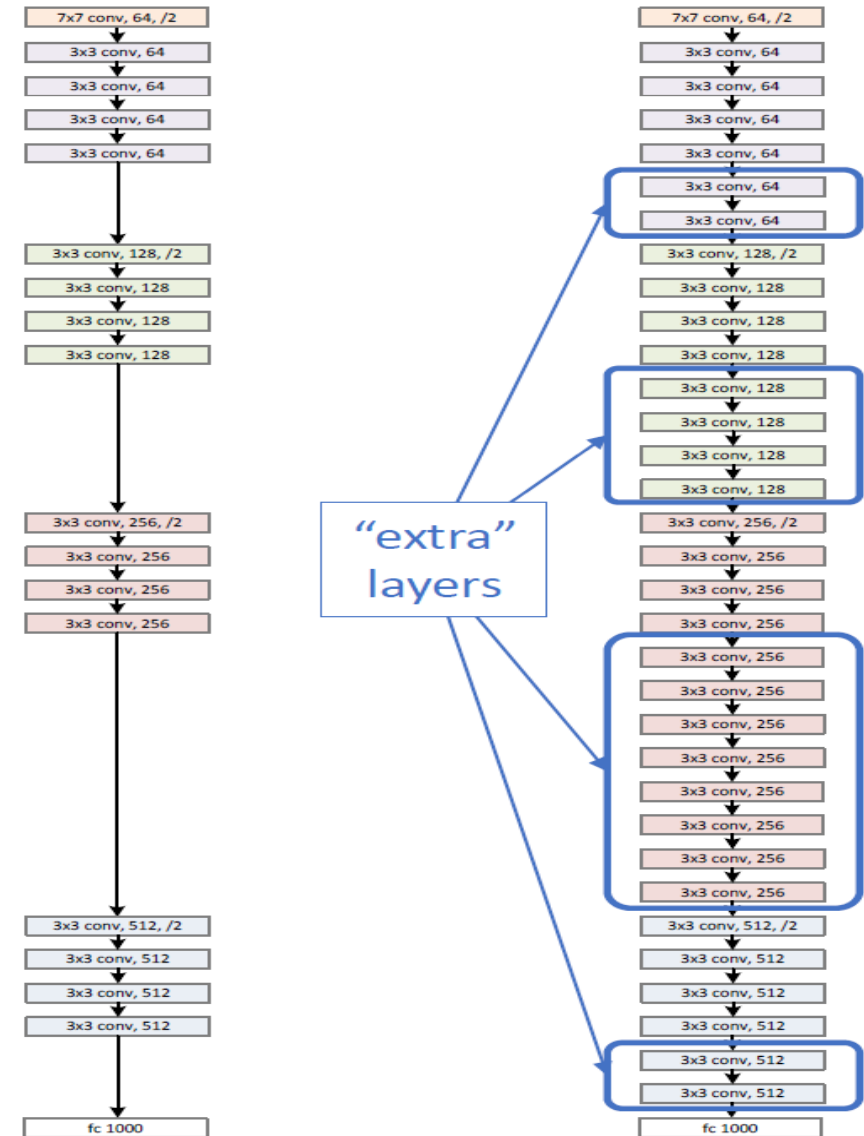 7x7 conv, 64, /2
3x3 conv, 64
3x3 conv, 64
3x3 conv, 64
3x3 conv, 64
3x3 conv, 128, /2
3x3 conv, 128
3x3 conv, 128
3x3 conv, 128
3x3 conv, 256, /2
3x3 conv, 256
3x3 conv, 256
3x3 conv, 256
3x3 conv, 512, /2
3x3 conv, 512
3x3 conv, 512
3x3 conv, 512
fc 1000
“extra”
layers
7x7 conv, 64, /2
3x3 conv, 64
3x3 conv, 64
3x3 conv, 64
3x3 conv, 64
3x3 conv, 64
3x3 conv, 64
3x3 conv, 128, /2
3x3 conv, 128
3x3 conv, 128
3x3 conv, 128
3x3 conv, 128
3x3 conv, 128
3x3 conv, 128
3x3 conv, 128
3x3 conv, 256, /2
3x3 conv, 256
3x3 conv, 256
3x3 conv, 256
3x3 conv, 256
3x3 conv, 256
3x3 conv, 256
3x3 conv, 256
3x3 conv, 256
3x3 conv, 256
3x3 conv, 256
3x3 conv, 256
3x3 conv, 512, /2
3x3 conv, 512
3x3 conv, 512
3x3 conv, 512
3x3 conv, 512
3x3 conv, 512
fc 1000